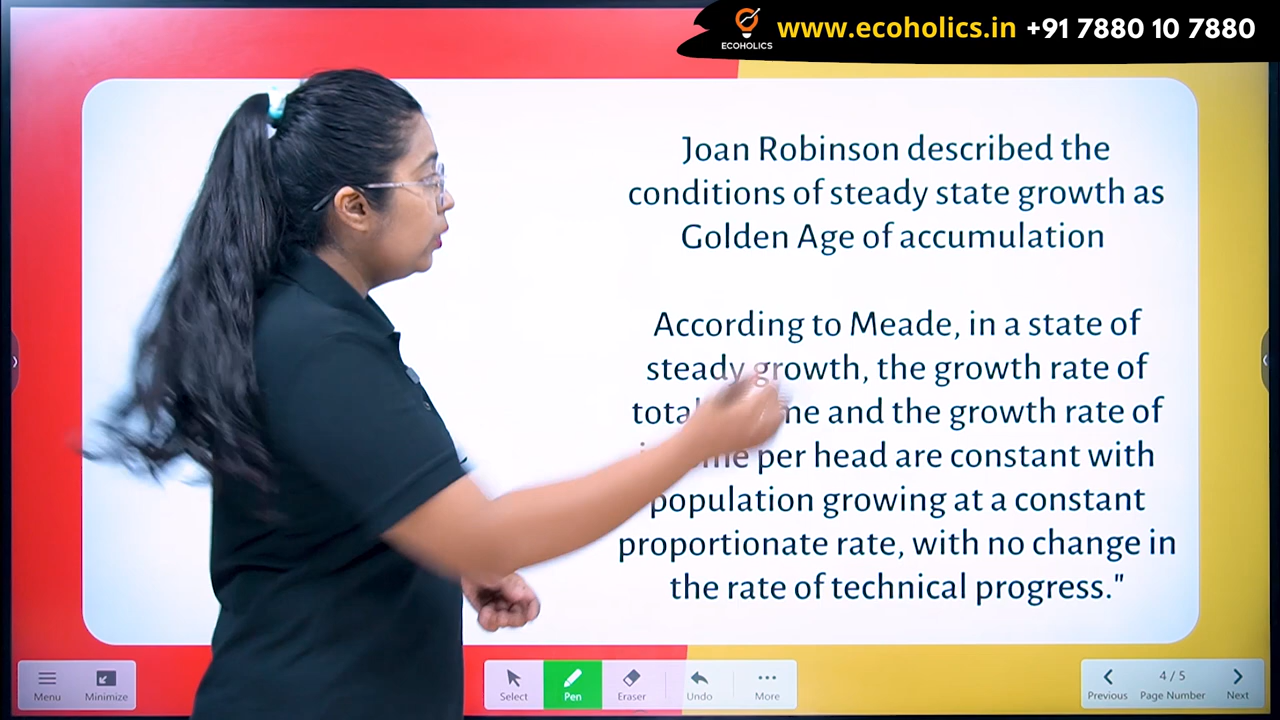 ECOHOLICS
www.ecoholics.in +91 7880 10 7880
Joan Robinson described the
conditions of steady state growth as
Golden Age of accumulation
According to Meade, in a state of
steady growth, the growth rate of
total and the growth rate of
per head are constant with
population growing at a constant
proportionate rate, with no change in
the rate of technical progress."
Menu
Minimize
Select
Pen
Eraser
Undo
More
Previous
4 / 5
Page Number
Next